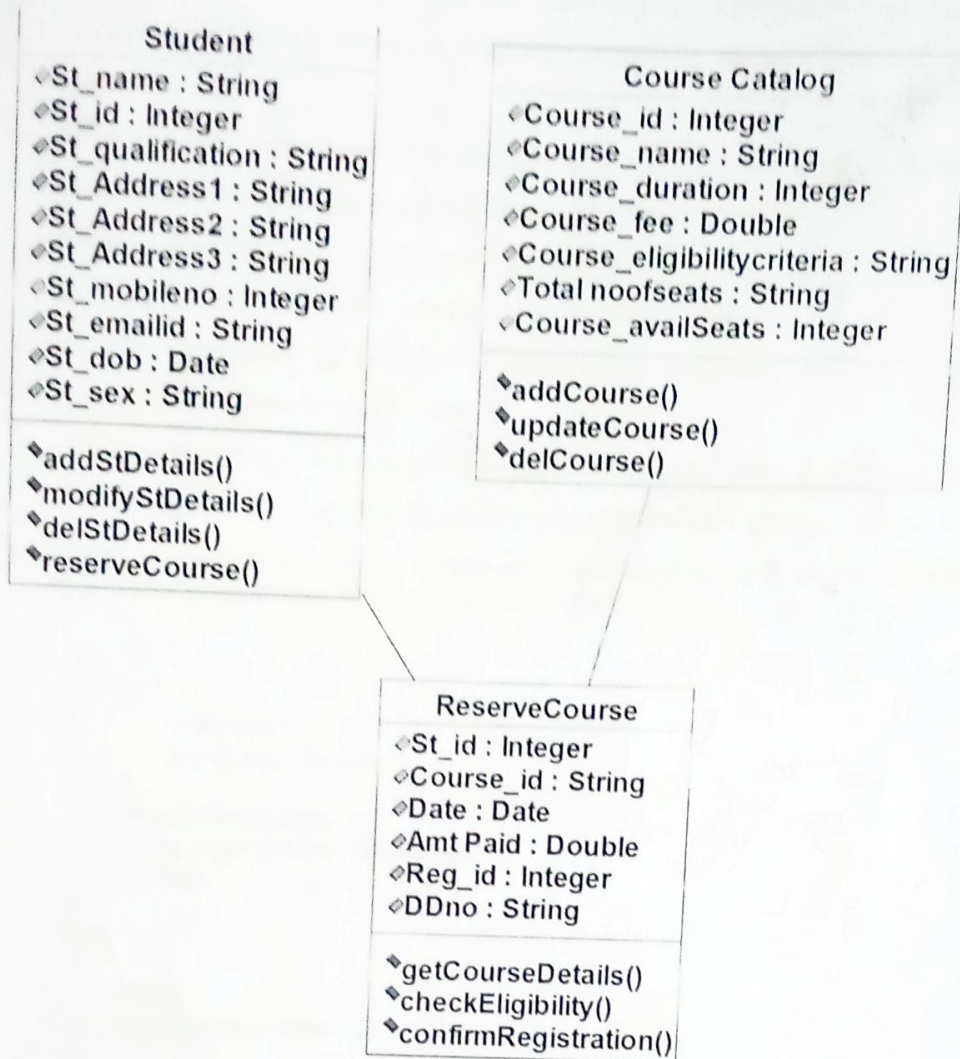 Student
St_name : String
St_id : Integer
St_qualification : String
St_Address1 : String
St_Address2 : String
St_Address3 : String
St_mobileno : Integer
St_emailid : String
St_dob : Date
St_sex : String
addStDetails()
modifyStDetails()
delStDetails()
reserveCourse()
Course Catalog
Course_id : Integer
Course_name : String
Course_duration : Integer
Course_fee : Double
Course_eligibilitycriteria : String
Total noofseats : String
Course_availSeats : Integer
addCourse()
updateCourse()
delCourse()
ReserveCourse
St_id : Integer
Course_id : String
Date : Date
Amt Paid : Double
Reg_id : Integer
DDno : String
getCourseDetails()
checkEligibility()
confirmRegistration()